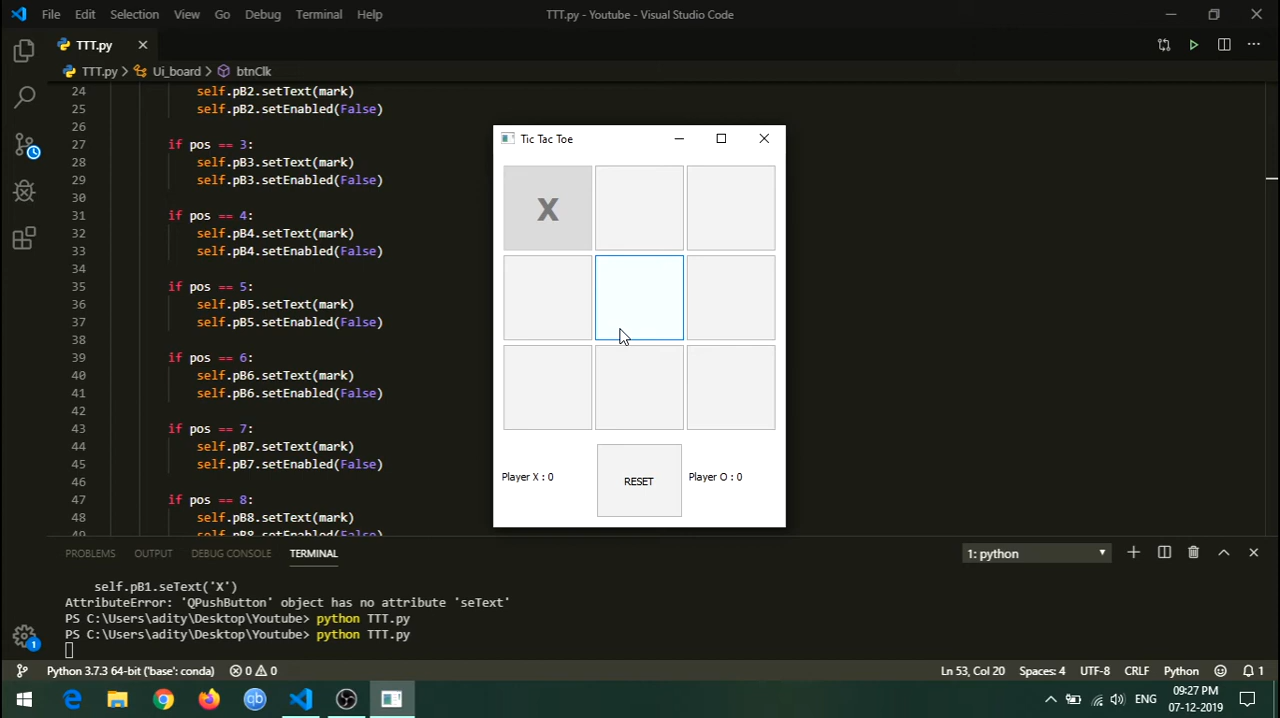 File Edit Selection View Go Debug Terminal Help TTT.py - Youtube - Visual Studio Code
TTT.py
TTT.py > Ui_board > btnClk
24 self.pB2.setText(mark)
25 self.pB2.setEnabled(False)
26
27 if pos == 3:
28 self.pB3.setText(mark)
29 self.pB3.setEnabled(False)
30
31 if pos == 4:
32 self.pB4.setText(mark)
33 self.pB4.setEnabled(False)
34
35 if pos == 5:
36 self.pB5.setText(mark)
37 self.pB5.setEnabled(False)
38
39 if pos == 6:
40 self.pB6.setText(mark)
41 self.pB6.setEnabled(False)
42
43 if pos == 7:
44 self.pB7.setText(mark)
45 self.pB7.setEnabled(False)
46
47 if pos == 8:
48 self.pB8.setText(mark)
49 self.pB8.setEnabled(False)
Tic Tac Toe
X
Player X : 0 RESET Player O : 0
PROBLEMS OUTPUT DEBUG CONSOLE TERMINAL 1: python
self.pB1.seText('X')
AttributeError: 'QPushButton' object has no attribute 'seText'
PS C:\Users\adity\Desktop\Youtube> python TTT.py
PS C:\Users\adity\Desktop\Youtube> python TTT.py
1
Python 3.7.3 64-bit ('base': conda) 0 0 Ln 53, Col 20 Spaces: 4 UTF-8 CRLF Python 1
qb ENG 09:27 PM
07-12-2019